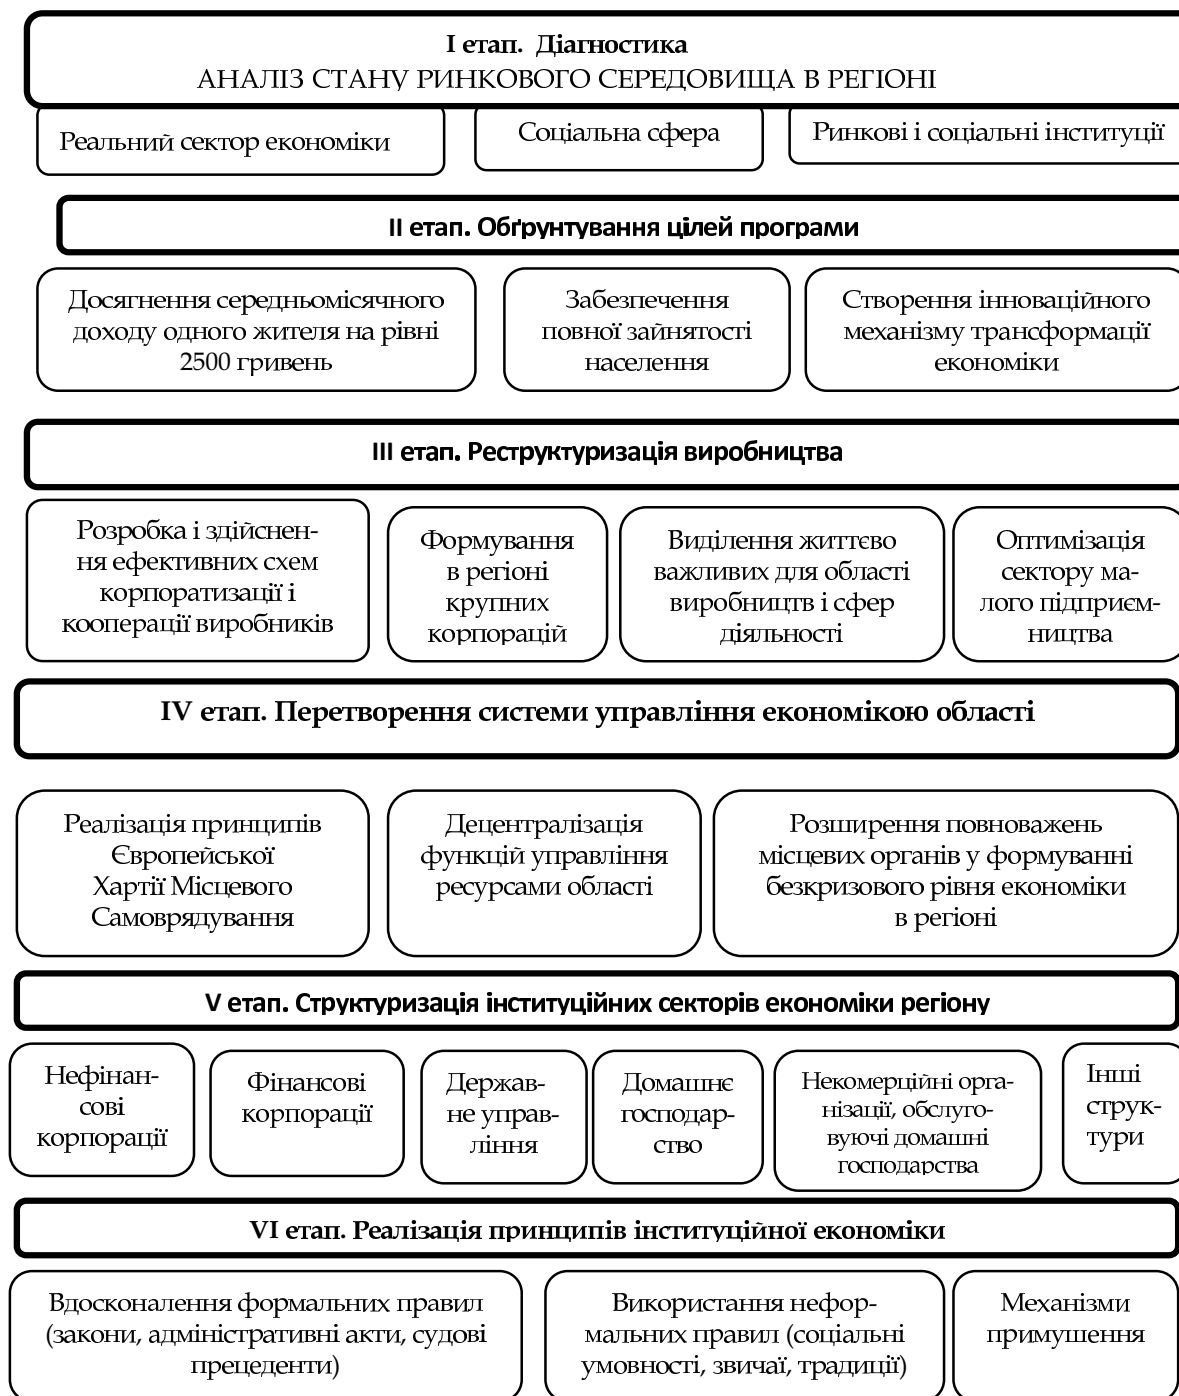 І етап. Діагностика
АНАЛІЗ СТАНУ РИНКОВОГО СЕРЕДОВИЩА В РЕГІОНІ
Реальний сектор економіки
Соціальна сфера
Ринкові і соціальні інституції
ІІ етап. Обґрунтування цілей програми
Досягнення середньомісячного
доходу одного жителя на рівні
2500 гривень
Забезпечення
повної зайнятості
населення
Створення інноваційного
механізму трансформації
економіки
ІІІ етап. Реструктуризація виробництва
Розробка і здійснен-
ня ефективних схем
корпоратизації і
кооперації виробників
Формування
в регіоні
крупних
корпорацій
Виділення життєво
важливих для області
виробництв і сфер
діяльності
Оптимізація
сектору ма-
лого підприєм-
ництва
IV етап. Перетворення системи управління економікою області
Реалізація принципів
Європейської
Хартії Місцевого
Самоврядування
Децентралізація
функцій управління
ресурсами області
Розширення повноважень
місцевих органів у формуванні
безкризового рівня економіки
в регіоні
V етап. Структуризація інституційних секторів економіки регіону
Нефінан-
сові
корпорації
Фінансові
корпорації
Держав-
не управ-
ління
Домашнє
господар-
ство
Некомерційні орга-
нізації, обслуго-
вуючі домашні
господарства
Інші
струк-
тури
VI етап. Реалізація принципів інституційної економіки
Вдосконалення формальних правил
(закони, адміністративні акти, судові
прецеденти)
Використання нефор-
мальних правил (соціальні
умовності, звичаї, традиції)
Механізми
примушення